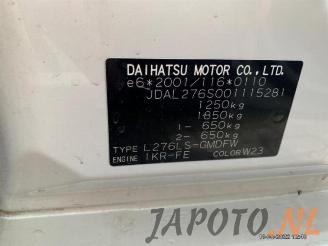 DAIHATSU MOTOR CO., LTD.
e6*2001/116*0110
JDAL276S001115281
1250kg
1850kg
1- 650kg
2- 650kg
TYPE L276LS-GMDFW
ENGINE 1KR-FE COLOR W23
JAPOTO.NL